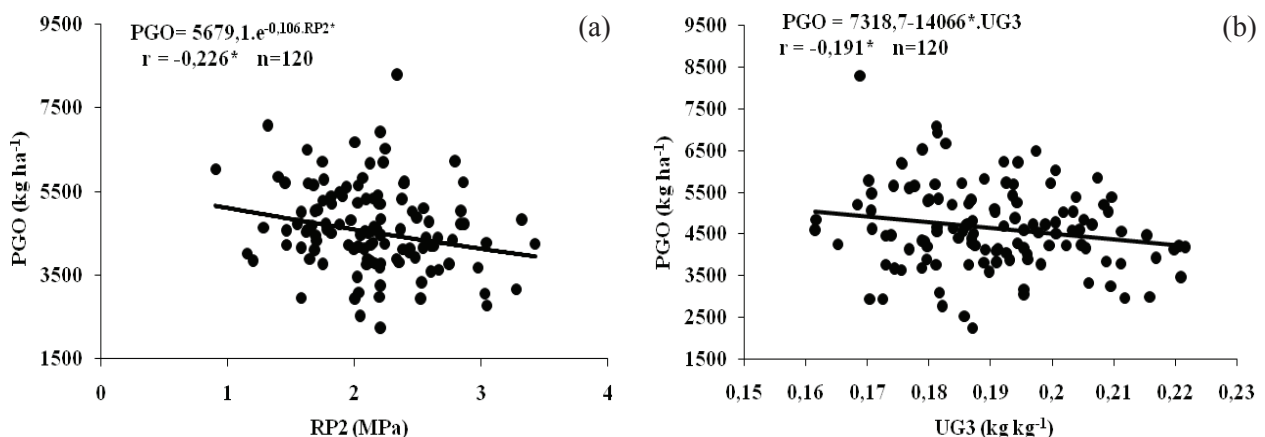 PGO= 5679,1.e-0,106.RP2*
r = -0,226* n=120
(a)
9500
7500
5500
3500
1500
PGO (kg ha-1)
0 1 2 3 4
RP2 (MPa)
PGO = 7318,7-14066*.UG3
r = -0,191* n=120
(b)
9500
8500
7500
6500
5500
4500
3500
2500
1500
PGO (kg ha-1)
0,15 0,17 0,18 0,19 0,2 0,21 0,22 0,23
UG3 (kg kg-1)